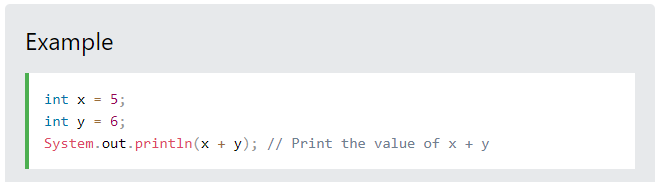 Example
int x = 5;
int y = 6;
System.out.println(x + y); // Print the value of x + y